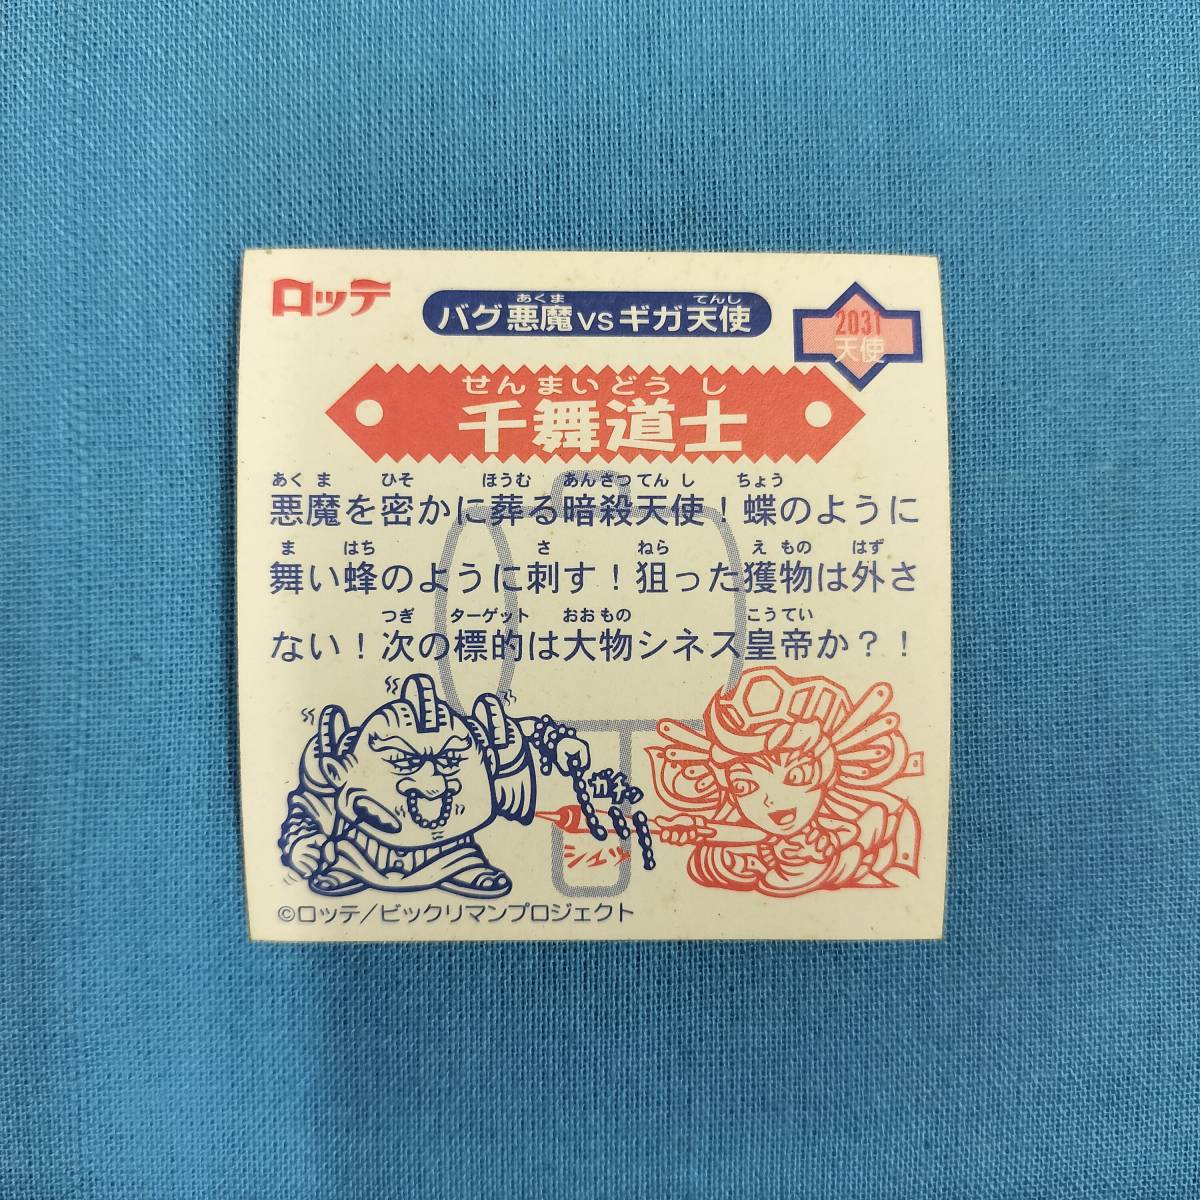 ロッテ
あくま てんし
バグ悪魔vsギガ天使
2031
天使
せんまいどうし
千舞道士
あくま ひそ ほうむ あんさつてんし ちょう
悪魔を密かに葬る暗殺天使！蝶のように
ま はち さ ねら えもの はず
舞い蜂のように刺す！狙った獲物は外さ
つぎ ターゲット おおもの こうてい
ない！次の標的は大物シネス皇帝か？！
©ロッテ/ビックリマンプロジェクト